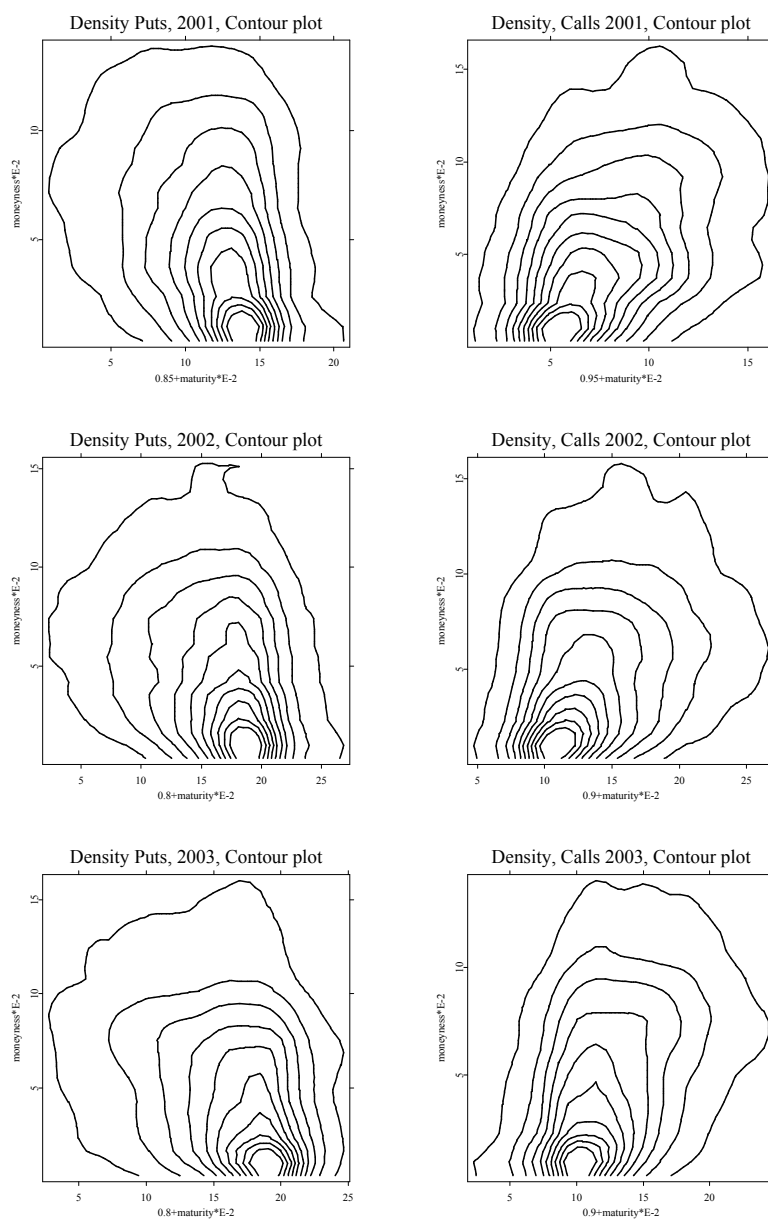 Density Puts, 2001, Contour plot
moneyness*E-2
5
10
5
10
15
20
0.85+maturity*E-2
Density, Calls 2001, Contour plot
moneyness*E-2
5
10
15
5
10
15
0.95+maturity*E-2
Density Puts, 2002, Contour plot
moneyness*E-2
5
10
15
5
10
15
20
25
0.8+maturity*E-2
Density, Calls 2002, Contour plot
moneyness*E-2
5
10
15
5
10
15
20
25
0.9+maturity*E-2
Density Puts, 2003, Contour plot
moneyness*E-2
5
10
15
5
10
15
20
25
0.8+maturity*E-2
Density, Calls 2003, Contour plot
moneyness*E-2
5
10
5
10
15
20
0.9+maturity*E-2